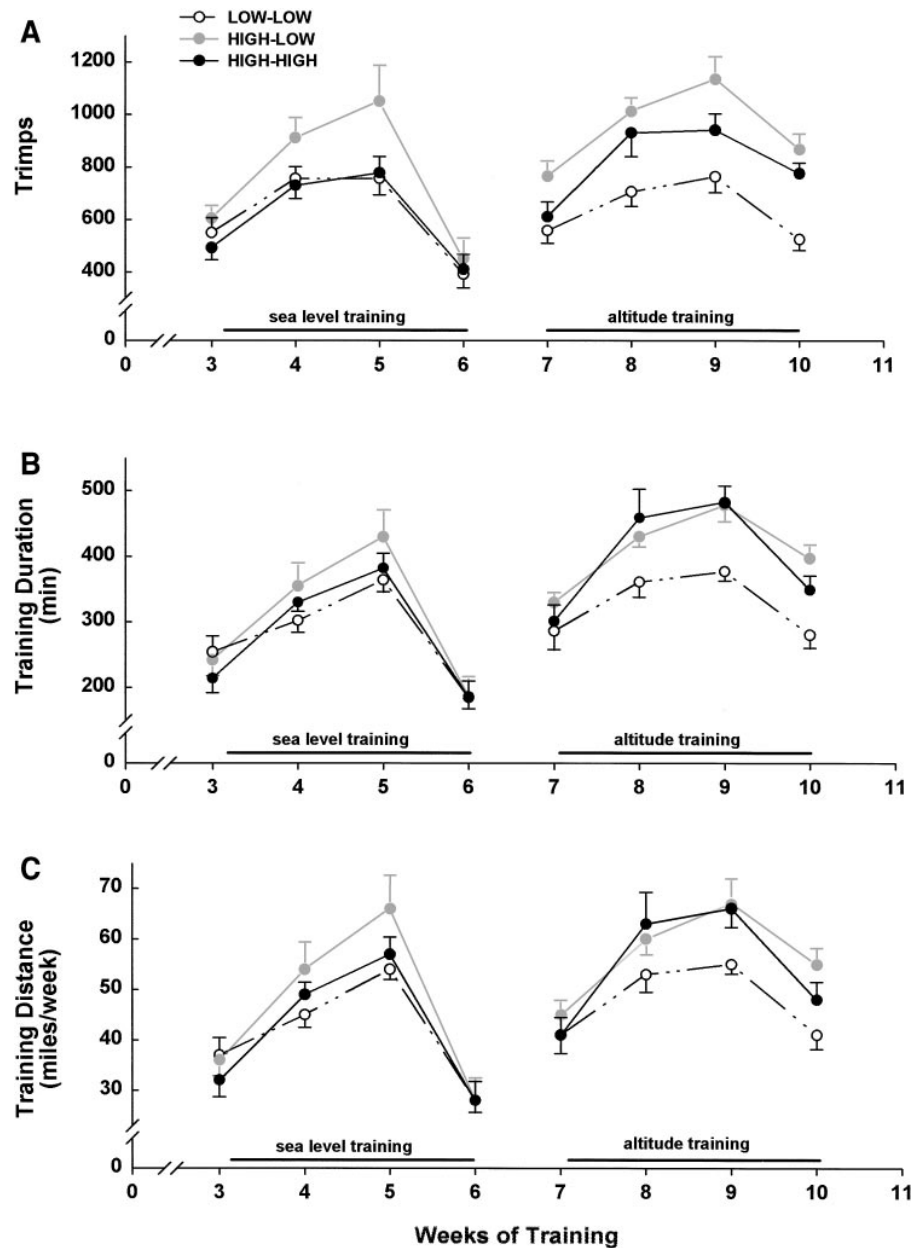 A
LOW-LOW
HIGH-LOW
HIGH-HIGH
Trimps
1200
1000
800
600
400
0
sea level training
altitude training
0 3 4 5 6 7 8 9 10 11
B
Training Duration
(min)
500
400
300
200
0
sea level training
altitude training
0 3 4 5 6 7 8 9 10 11
C
Training Distance
(miles/week)
70
60
50
40
30
0
sea level training
altitude training
0 3 4 5 6 7 8 9 10 11
Weeks of Training